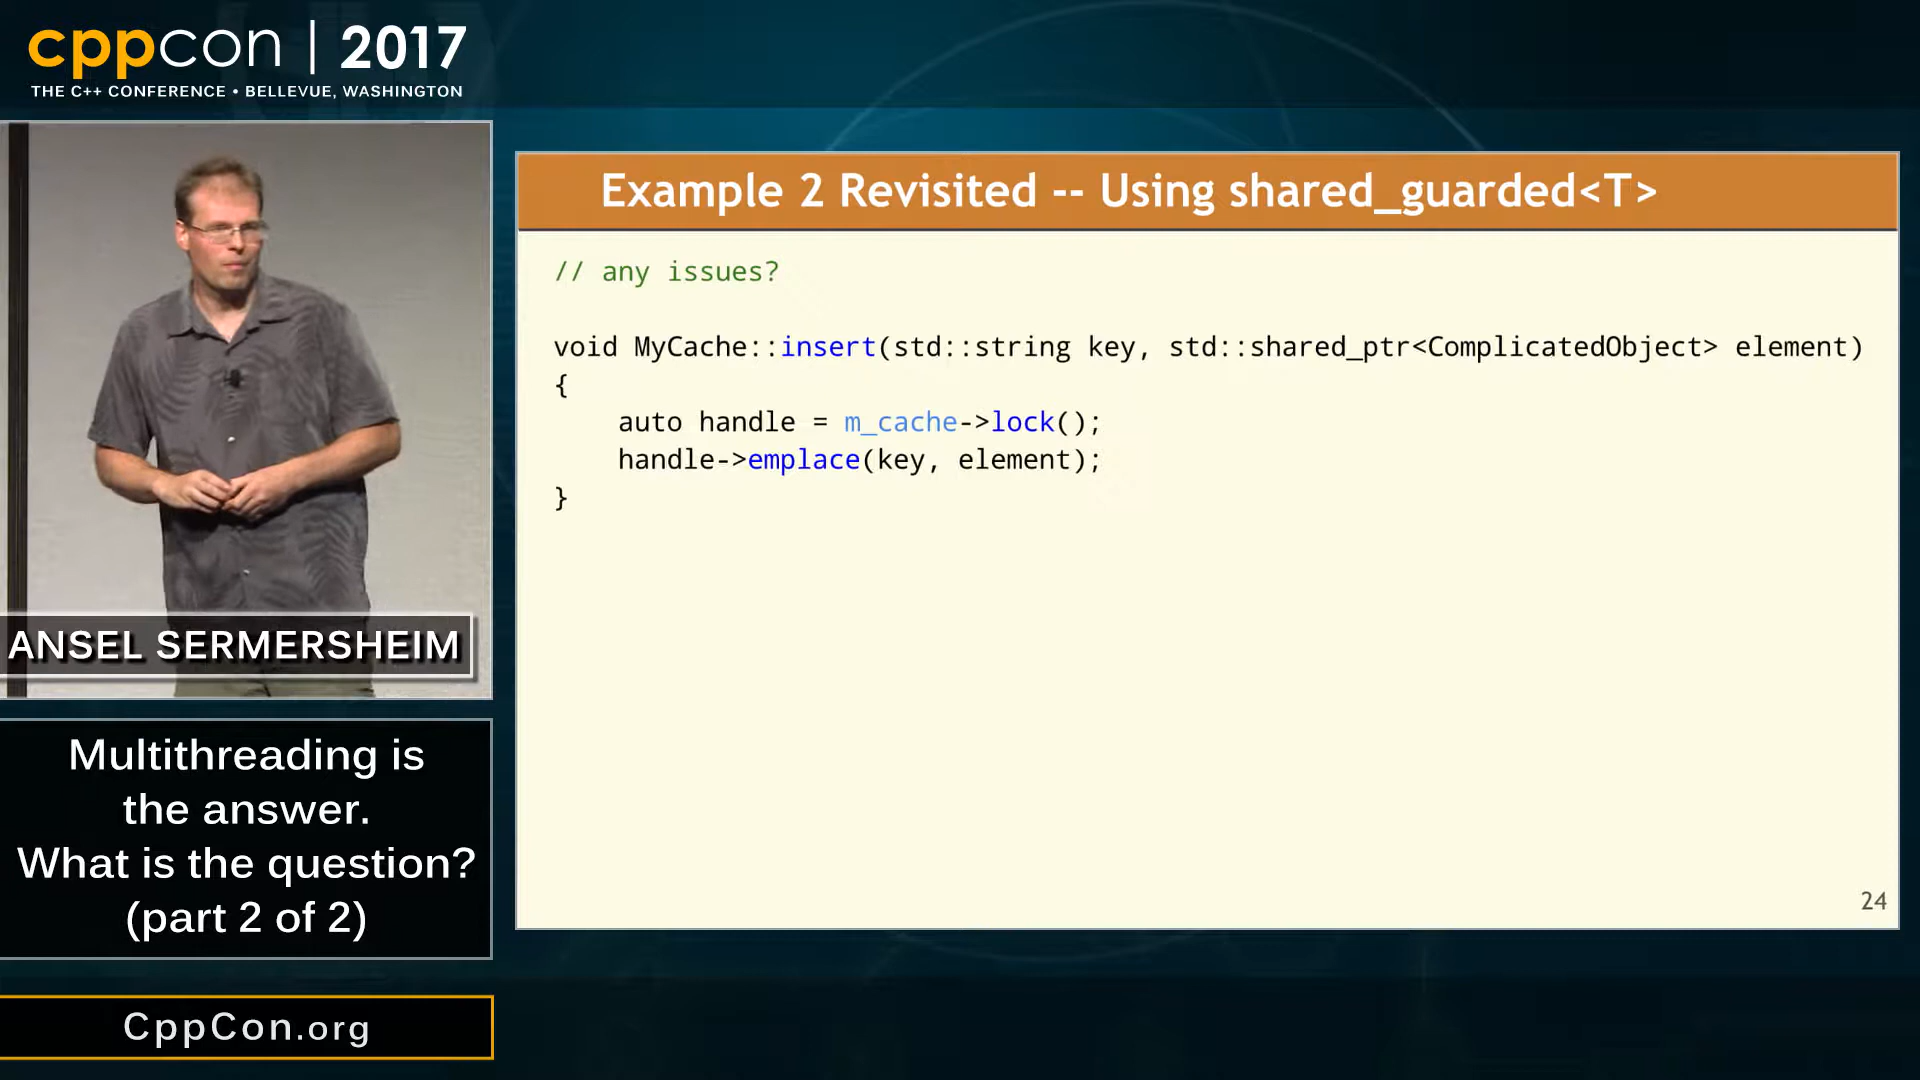 cppcon | 2017
THE C++ CONFERENCE • BELLEVUE, WASHINGTON
ANSEL SERMERSHEIM
Multithreading is
the answer.
What is the question?
(part 2 of 2)
CppCon.org
Example 2 Revisited -- Using shared_guarded<T>
// any issues?
void MyCache::insert(std::string key, std::shared_ptr<ComplicatedObject> element)
{
    auto handle = m_cache->lock();
    handle->emplace(key, element);
}
24